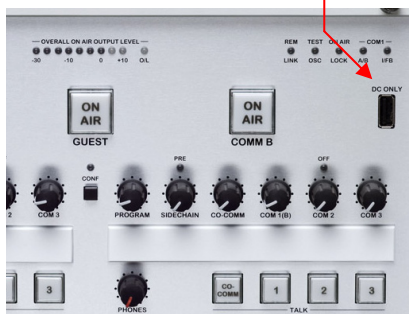 OVERALL ON AIR OUTPUT LEVEL
-30 -10 0 +10 O/L
REM TEST ON AIR COM1
LINK OSC LOCK A/B I/FB
DC ONLY
ON AIR
GUEST
ON AIR
COMM B
CONF PRE OFF
2 COM 3 PROGRAM SIDECHAIN CO-COMM COM 1(B) COM 2 COM 3
3
PHONES
CO-COMM 1 2 3
TALK